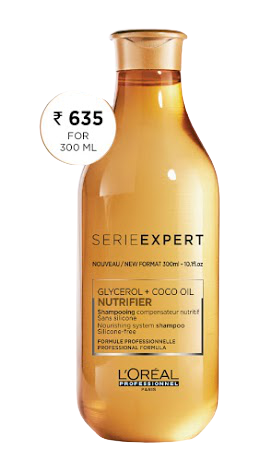 ₹ 635
FOR
300 ML
SERIEEXPERT
NOUVEAU / NEW FORMAT 300ml - 10.1fl.oz
GLYCEROL + COCO OIL
NUTRIFIER
Shampooing compensateur nutritif
Sans silicone
Nourishing system shampoo
Silicone-free
FORMULE PROFESSIONNELLE
PROFESSIONAL FORMULA
L'ORÉAL
PROFESSIONNEL
PARIS